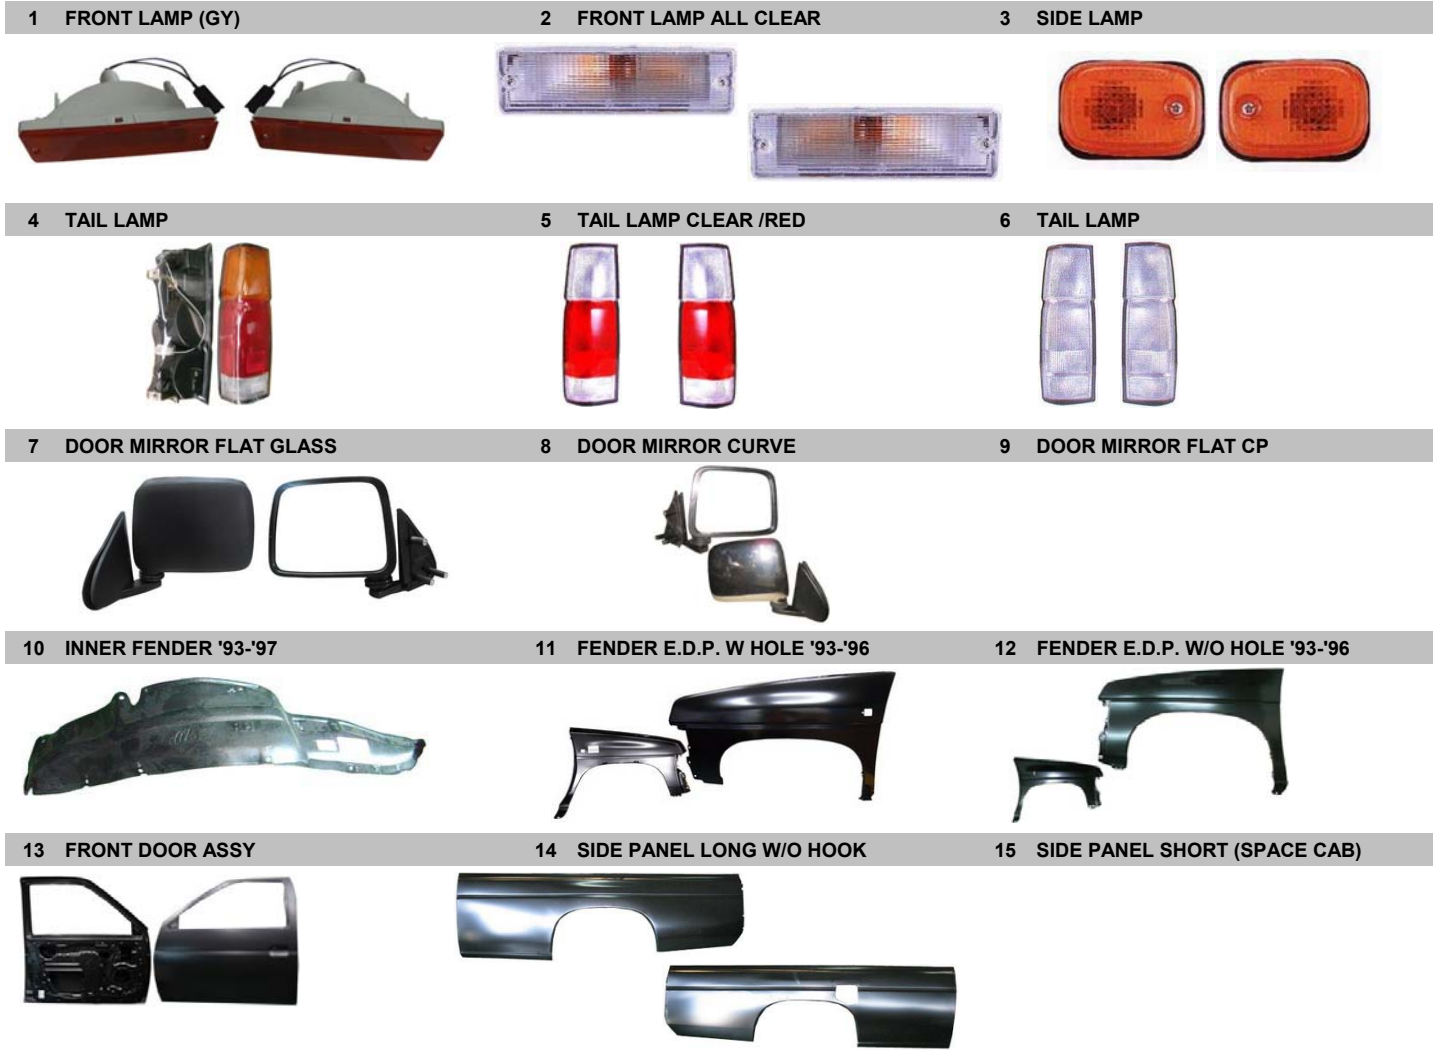 1 FRONT LAMP (GY) 2 FRONT LAMP ALL CLEAR 3 SIDE LAMP
4 TAIL LAMP 5 TAIL LAMP CLEAR /RED 6 TAIL LAMP
7 DOOR MIRROR FLAT GLASS 8 DOOR MIRROR CURVE 9 DOOR MIRROR FLAT CP
10 INNER FENDER '93-'97 11 FENDER E.D.P. W HOLE '93-'96 12 FENDER E.D.P. W/O HOLE '93-'96
13 FRONT DOOR ASSY 14 SIDE PANEL LONG W/O HOOK 15 SIDE PANEL SHORT (SPACE CAB)